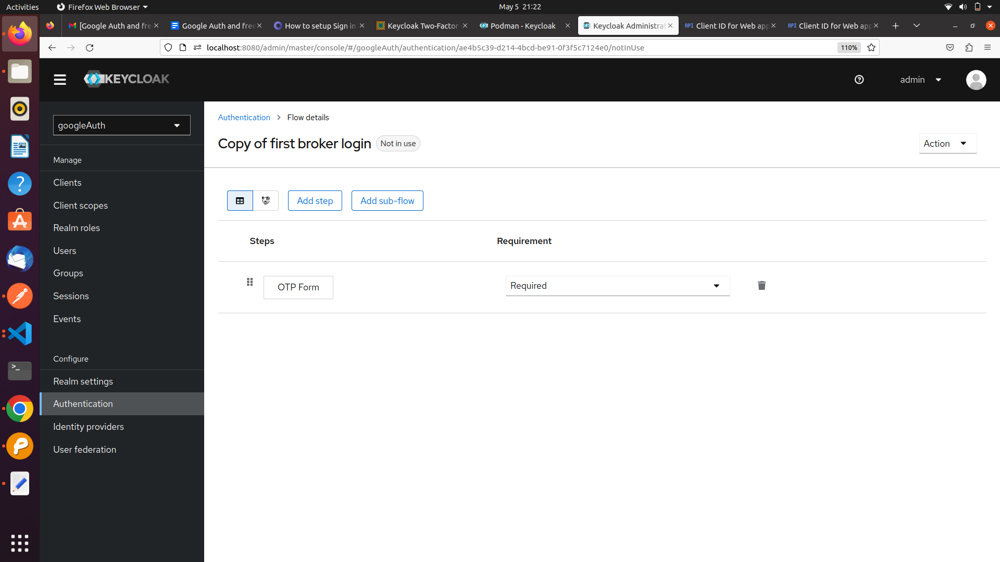 Activities
Firefox Web Browser
May 5 21:22
[Google Auth and fre
Google Auth and free
How to setup Sign in
Keycloak Two-Factor
Podman - Keycloak
Keycloak Administrat
API Client ID for Web app
API Client ID for Web app
localhost:8080/admin/master/console/#/googleAuth/authentication/ae4b5c39-d214-4bcd-be91-0f3f5c7124e0/notInUse
110%
KEYCLOAK
admin
googleAuth
Manage
Clients
Client scopes
Realm roles
Users
Groups
Sessions
Events
Configure
Realm settings
Authentication
Identity providers
User federation
Authentication
Flow details
Copy of first broker login
Not in use
Action
Add step
Add sub-flow
Steps
Requirement
OTP Form
Required